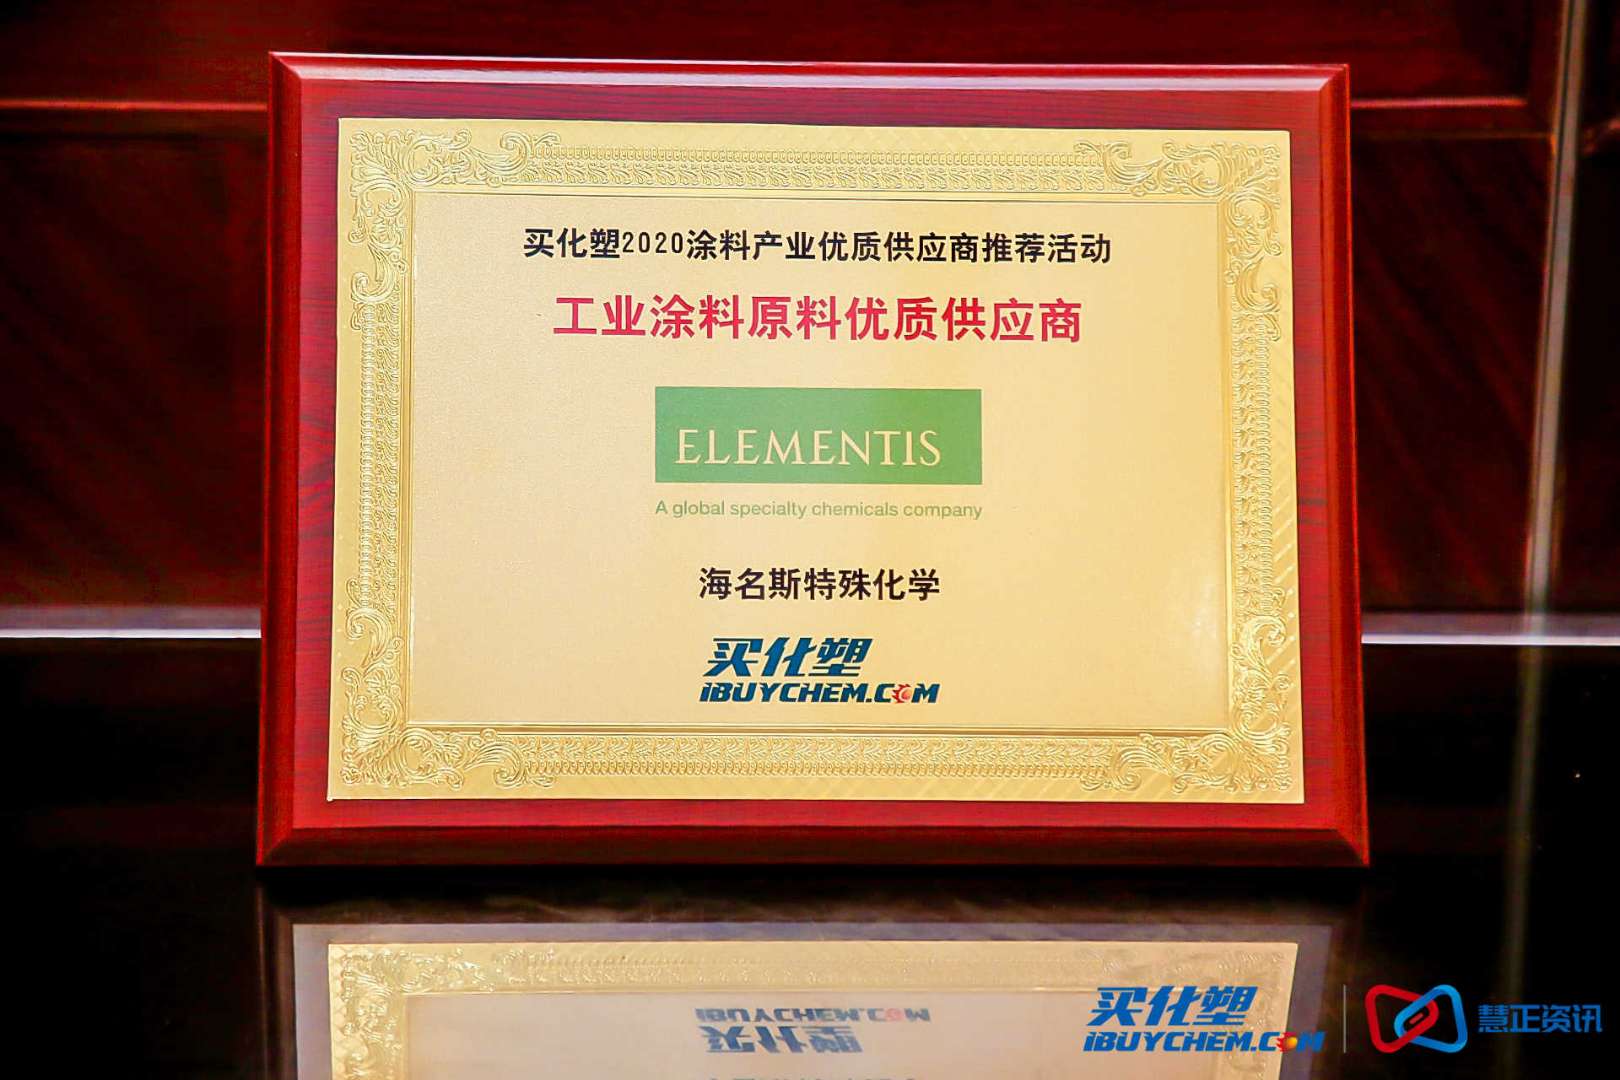 买化塑2020涂料产业优质供应商推荐活动
工业涂料原料优质供应商
ELEMENTIS
A global specialty chemicals company
海名斯特殊化学
买化塑
iBUYCHEM.COM
买化塑
iBUYCHEM.COM
慧正资讯